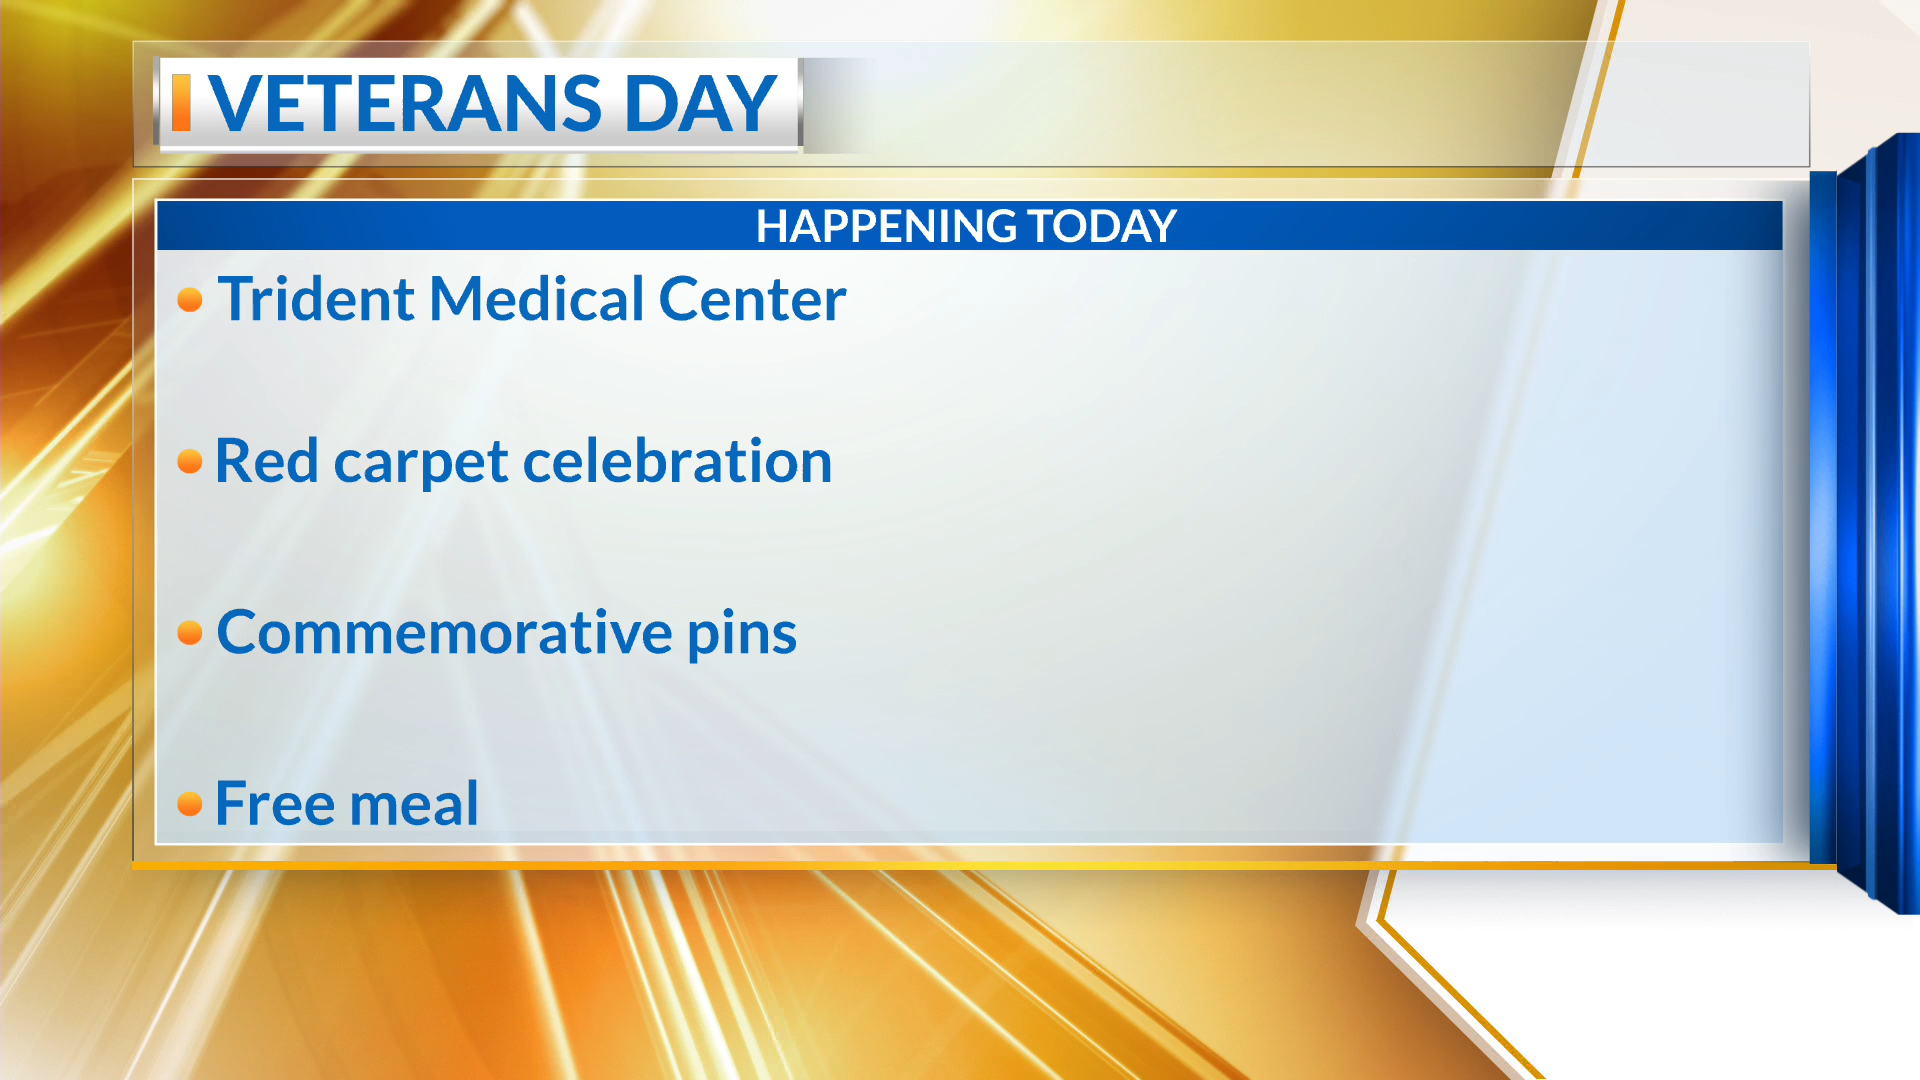 VETERANS DAY
HAPPENING TODAY
• Trident Medical Center
• Red carpet celebration
• Commemorative pins
• Free meal